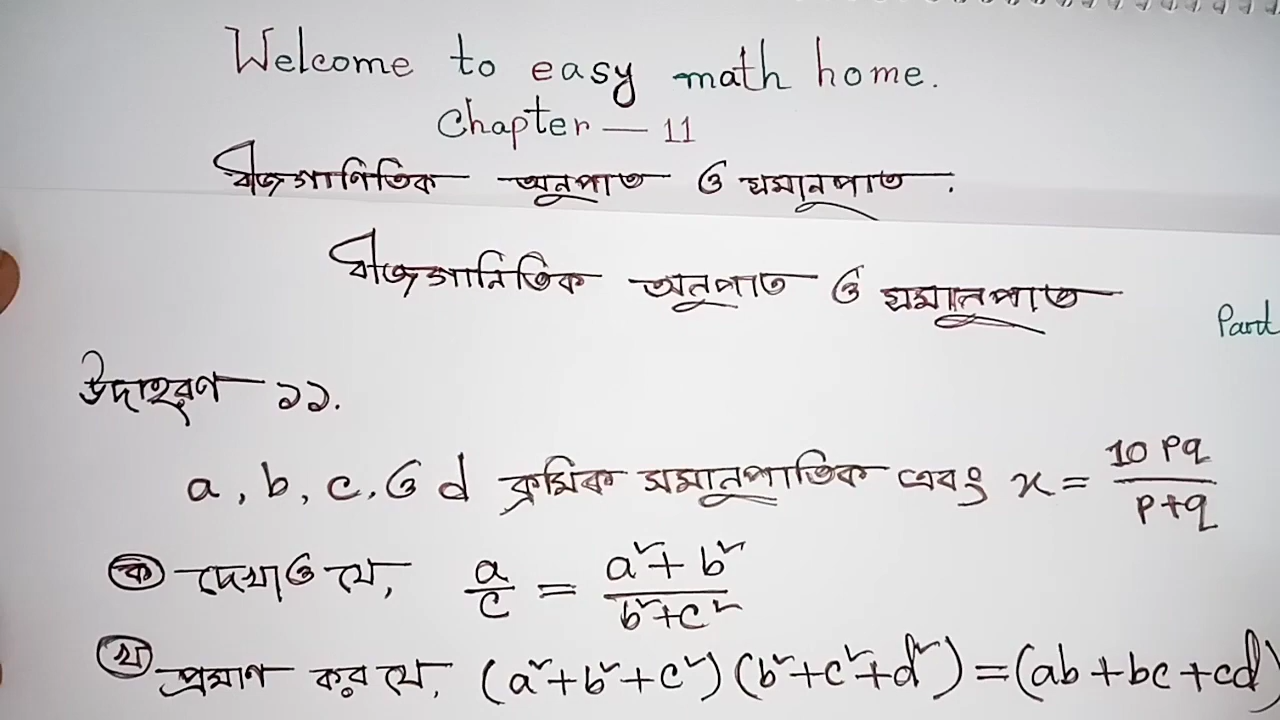 Welcome to easy math home.
Chapter — 11
বীজগাণিতিক অনুপাত ও সমানুপাত .
বীজগানিতিক অনুপাত ও সমানুপাত
Part
উদাহরণ ১১.
a, b, c, ও d ক্রমিক সমানুপাতিক এবং x = 10pq / p+q
ক দেখাও যে, a/c = a²+b² / b²+c²
খ প্রমাণ কর যে, (a²+b²+c²)(b²+c²+d²)=(ab+bc+cd)